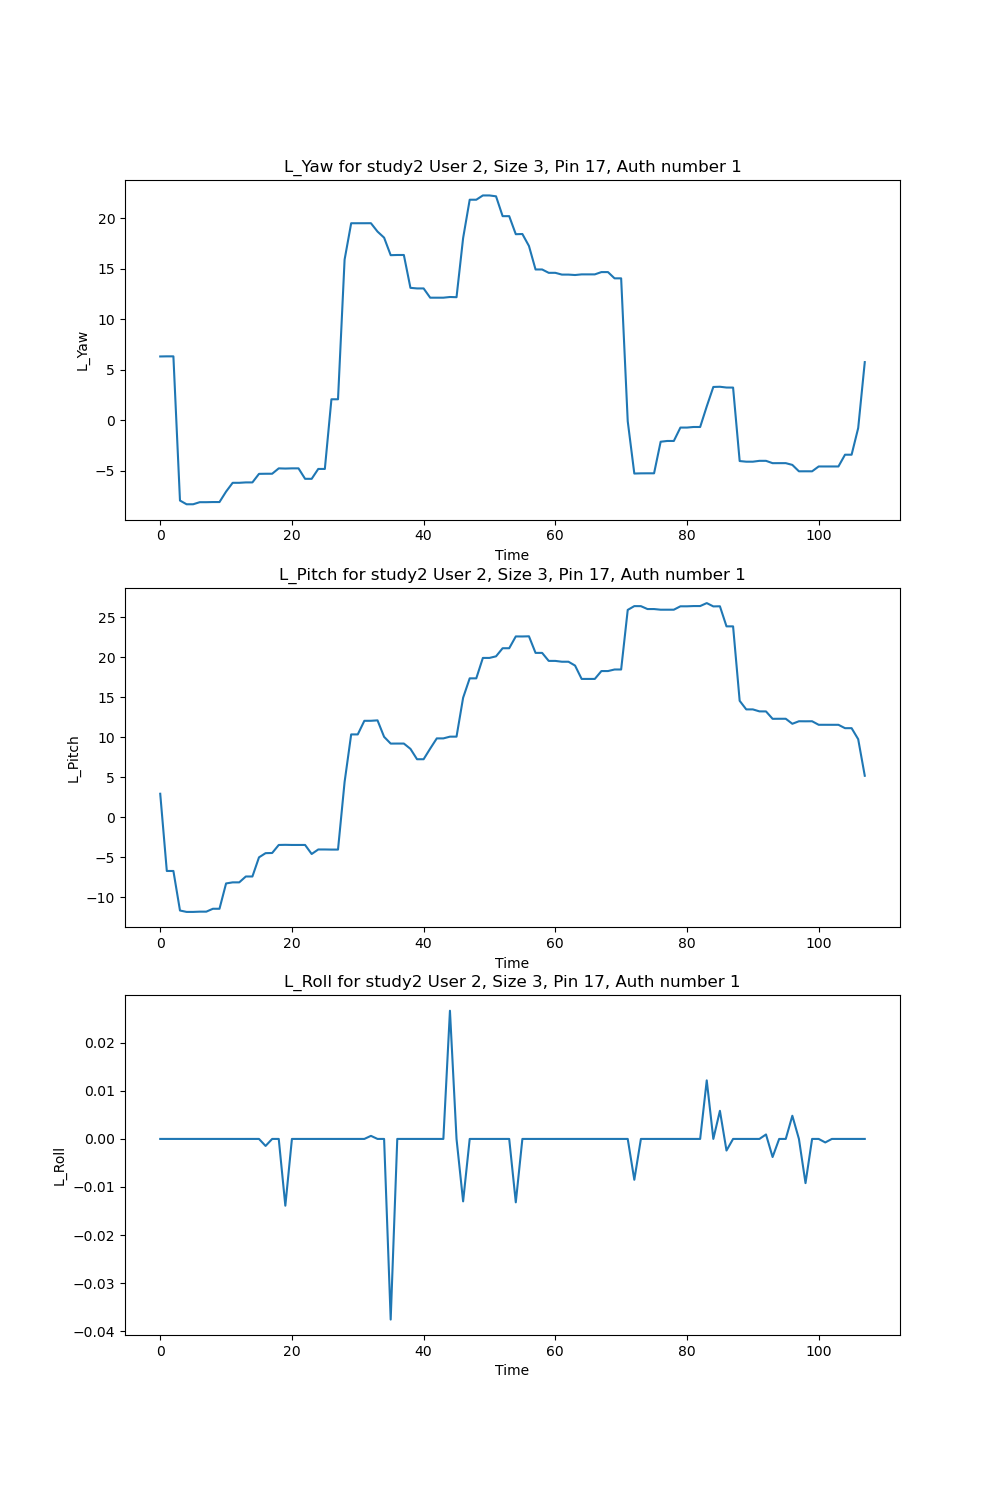 L_Yaw for study2 User 2, Size 3, Pin 17, Auth number 1
20
15
10
5
0
−5
L_Yaw
0 20 40 60 80 100
Time
L_Pitch for study2 User 2, Size 3, Pin 17, Auth number 1
25
20
15
10
5
0
−5
−10
L_Pitch
0 20 40 60 80 100
Time
L_Roll for study2 User 2, Size 3, Pin 17, Auth number 1
0.02
0.01
0.00
−0.01
−0.02
−0.03
−0.04
L_Roll
0 20 40 60 80 100
Time